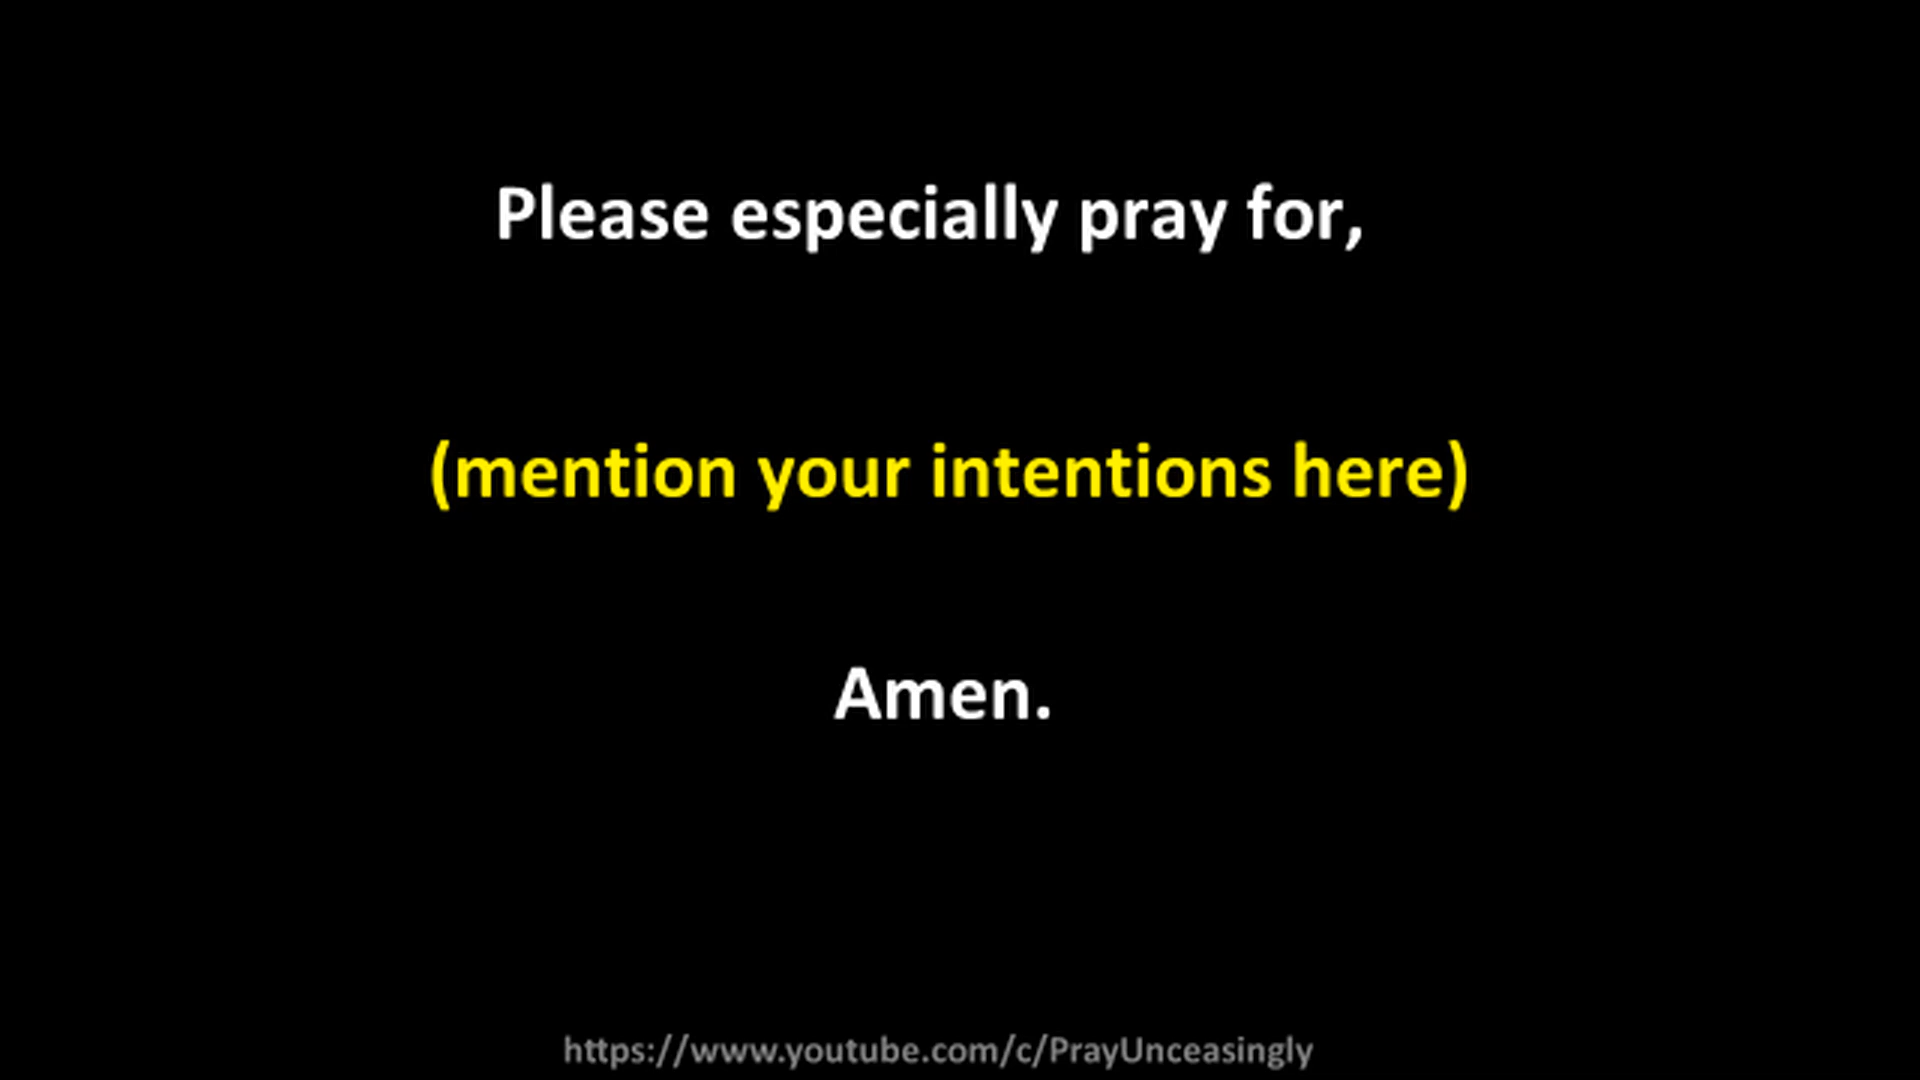 Please especially pray for,
(mention your intentions here)
Amen.
https://www.youtube.com/c/PrayUnceasingly